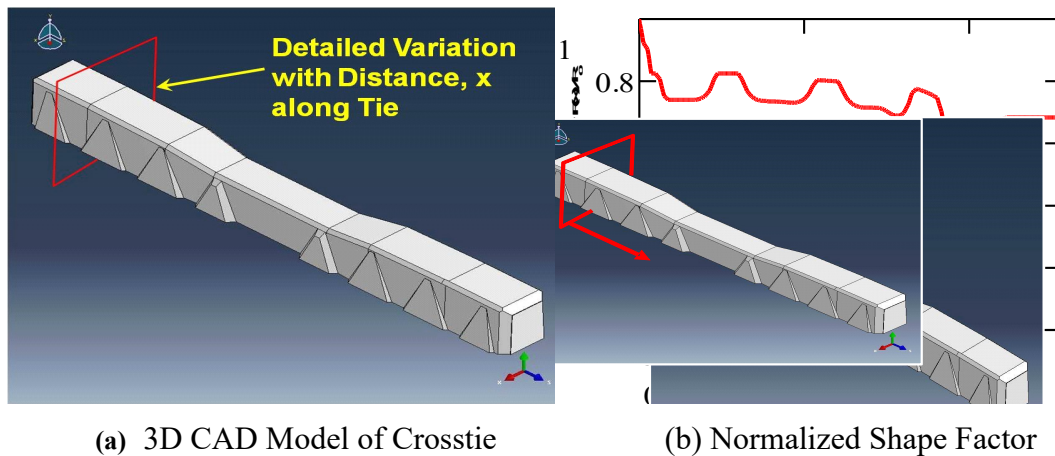 Detailed Variation
with Distance, x
along Tie
1
0.8
(
(a) 3D CAD Model of Crosstie
(b) Normalized Shape Factor